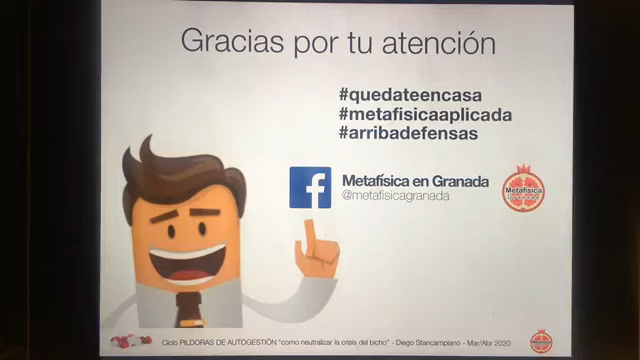 Gracias por tu atención
#quedateencasa
#metafisicaaplicada
#arribadefensas
f
Metafísica en Granada
@metafisicagranada
Metafísica
Granada
Ciclo PILDORAS DE AUTOGESTIÓN "como neutralizar la crisis del bicho" - Diego Stancampiano - Mar/Abr 2020